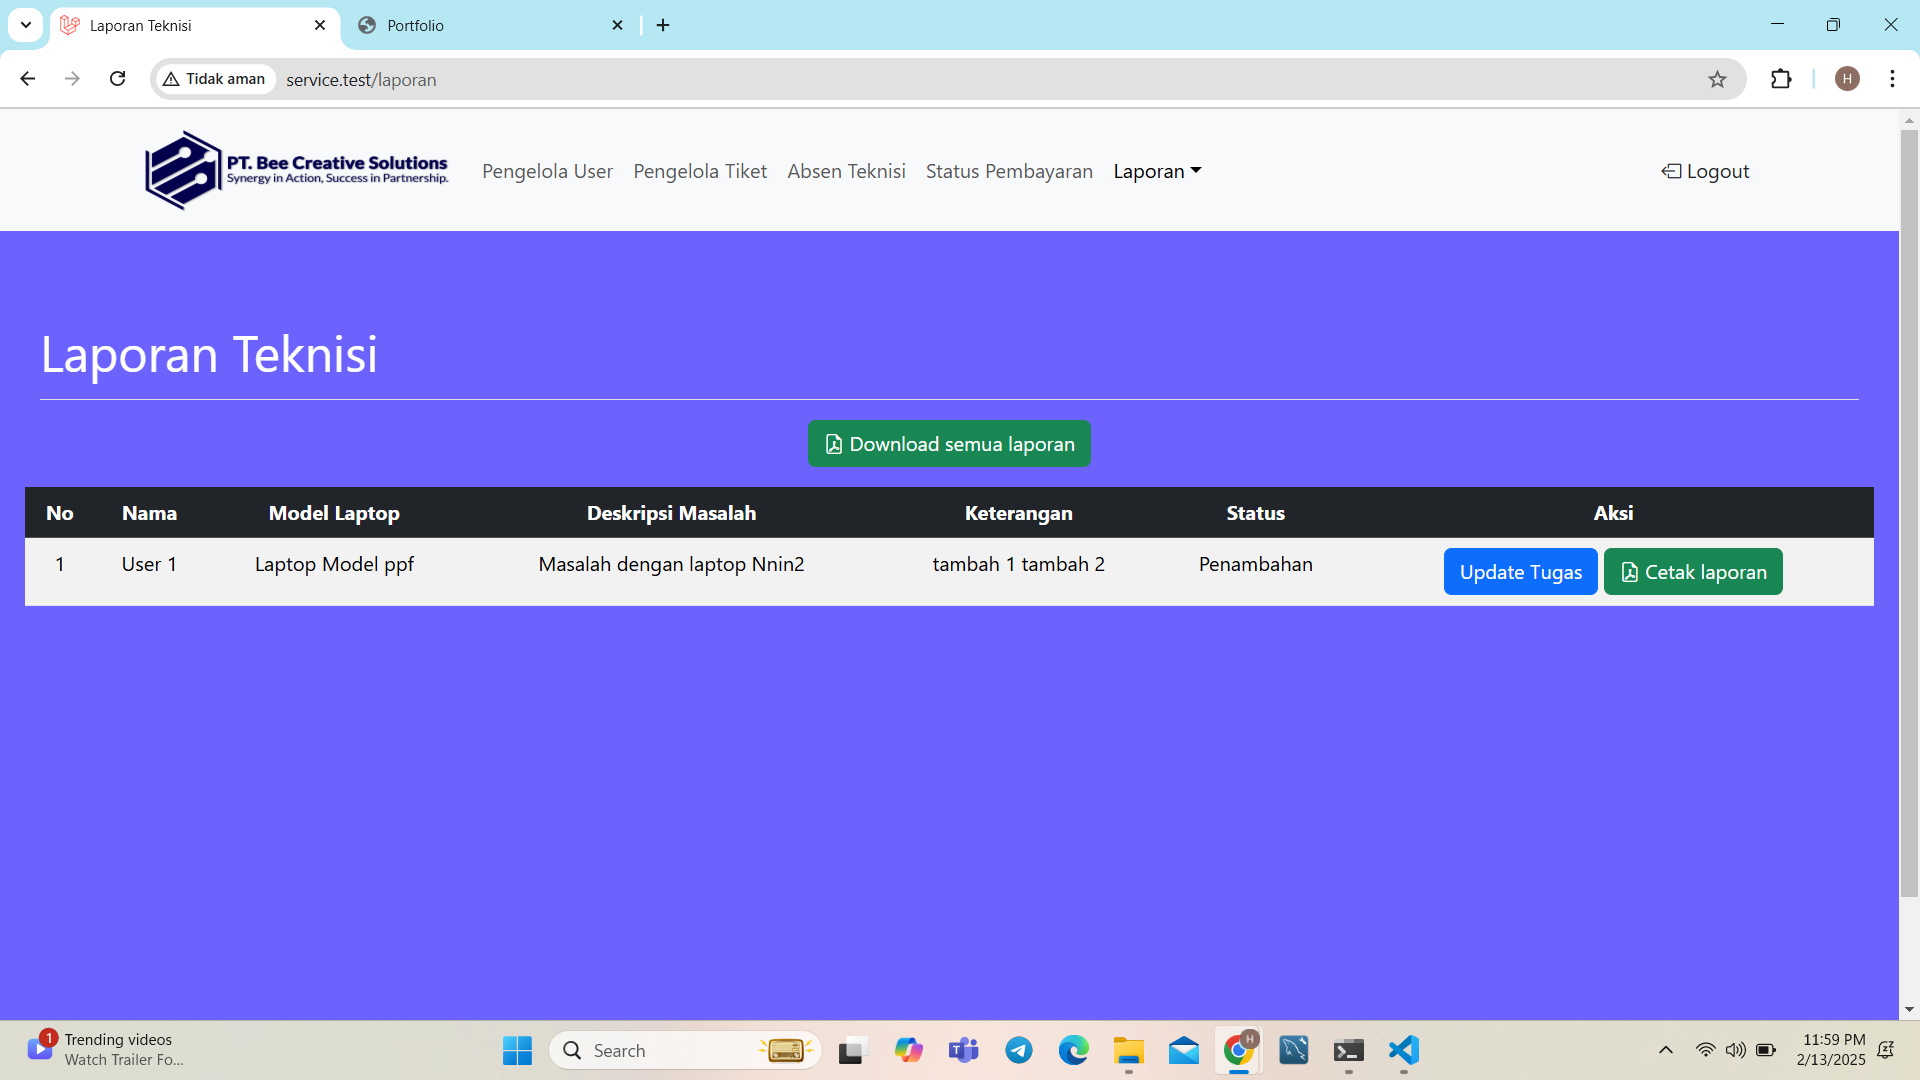 Laporan Teknisi
Portfolio
Tidak aman
service.test/laporan
H
PT. Bee Creative Solutions
Synergy in Action, Success in Partnership.
Pengelola User
Pengelola Tiket
Absen Teknisi
Status Pembayaran
Laporan
Logout
Laporan Teknisi
Download semua laporan
No Nama Model Laptop Deskripsi Masalah Keterangan Status Aksi
1 User 1 Laptop Model ppf Masalah dengan laptop Nnin2 tambah 1 tambah 2 Penambahan Update Tugas Cetak laporan
1
Trending videos
Watch Trailer Fo...
Search
H
11:59 PM
2/13/2025